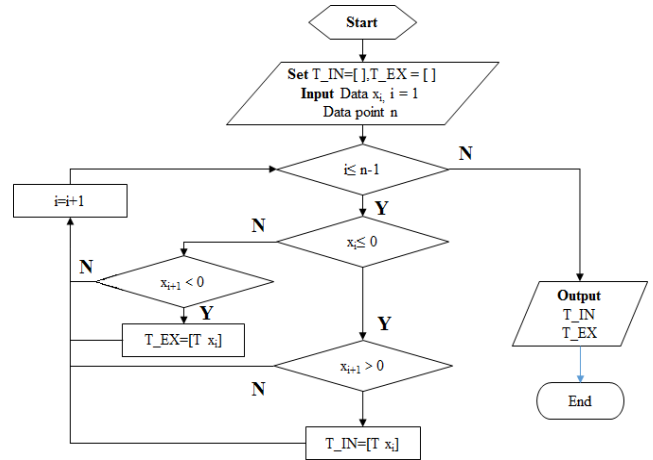 Start
Set T_IN=[ ],T_EX = [ ]
Input Data xᵢ, i = 1
Data point n
i≤ n-1
N
Y
i=i+1
xᵢ≤ 0
N
Y
xᵢ₊₁ < 0
N
Y
T_EX=[T xᵢ]
xᵢ₊₁ > 0
N
Y
T_IN=[T xᵢ]
Output
T_IN
T_EX
End